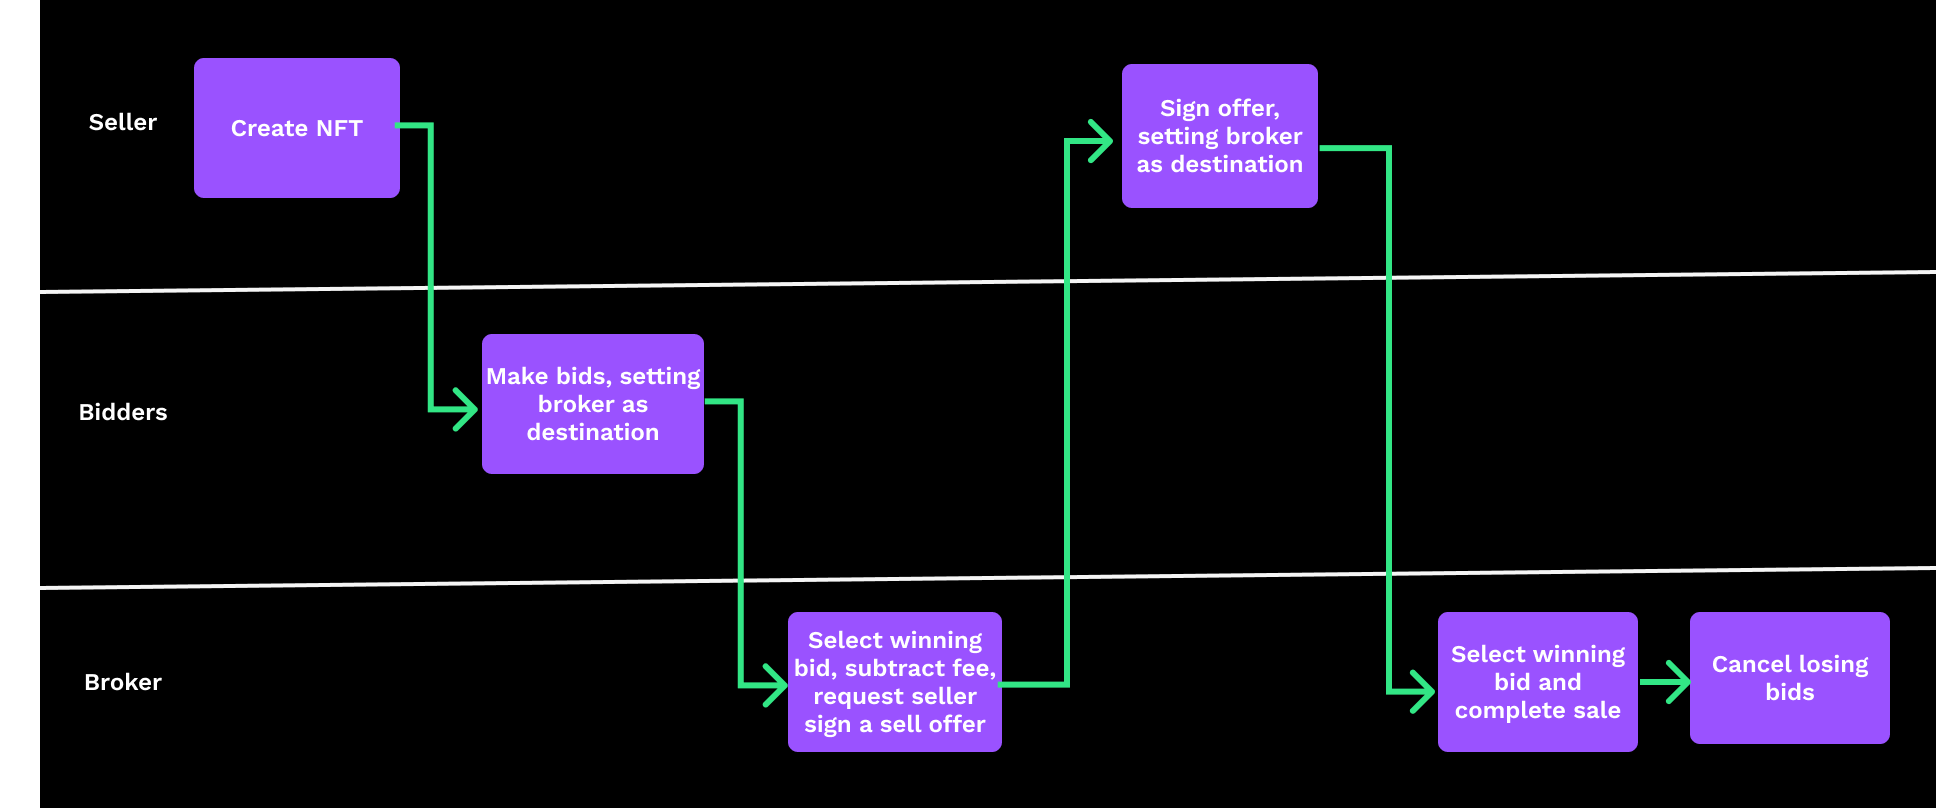 Seller
Create NFT
Sign offer,
setting broker
as destination
Bidders
Make bids, setting
broker as
destination
Broker
Select winning
bid, subtract fee,
request seller
sign a sell offer
Select winning
bid and
complete sale
Cancel losing
bids